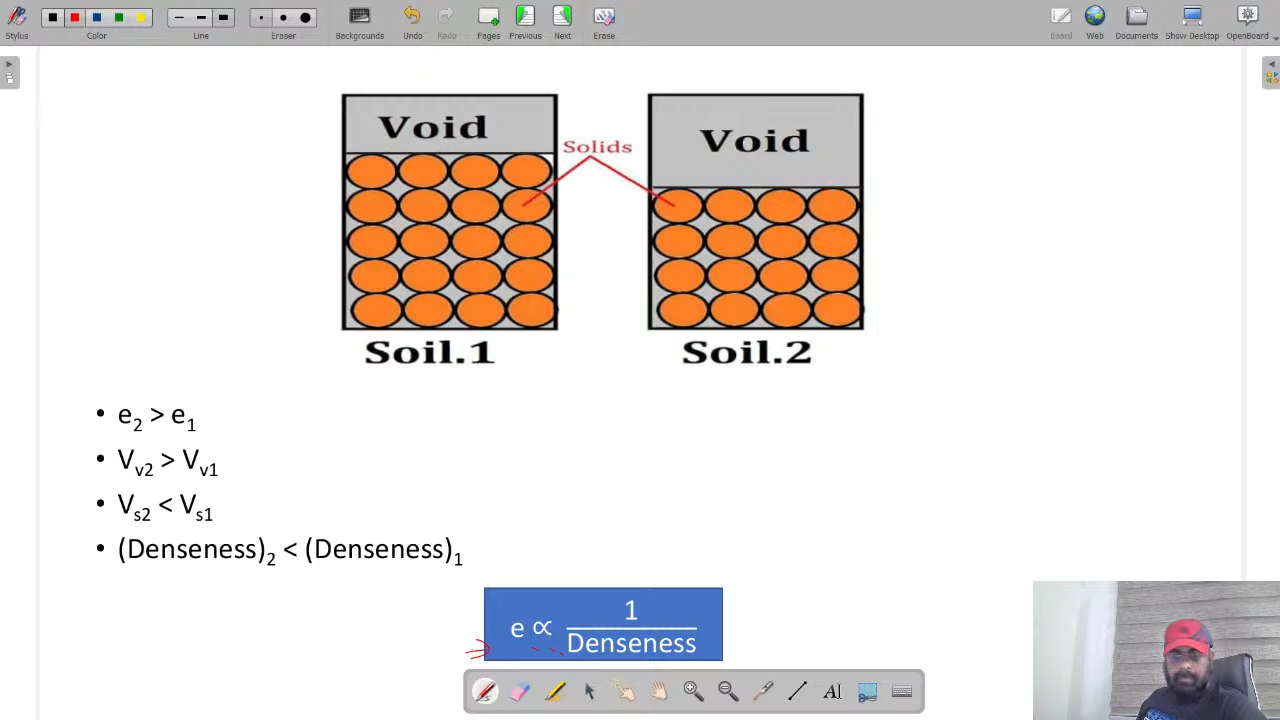 Stylus
Color
Line
Eraser
Backgrounds
Undo
Redo
Pages
Previous
Next
Erase
Board
Web
Documents
Show Desktop
OpenBoard
Void
Void
Solids
Soil.1
Soil.2
• e2 > e1
• Vv2 > Vv1
• Vs2 < Vs1
• (Denseness)2 < (Denseness)1
e ∝ 1
Denseness
AI